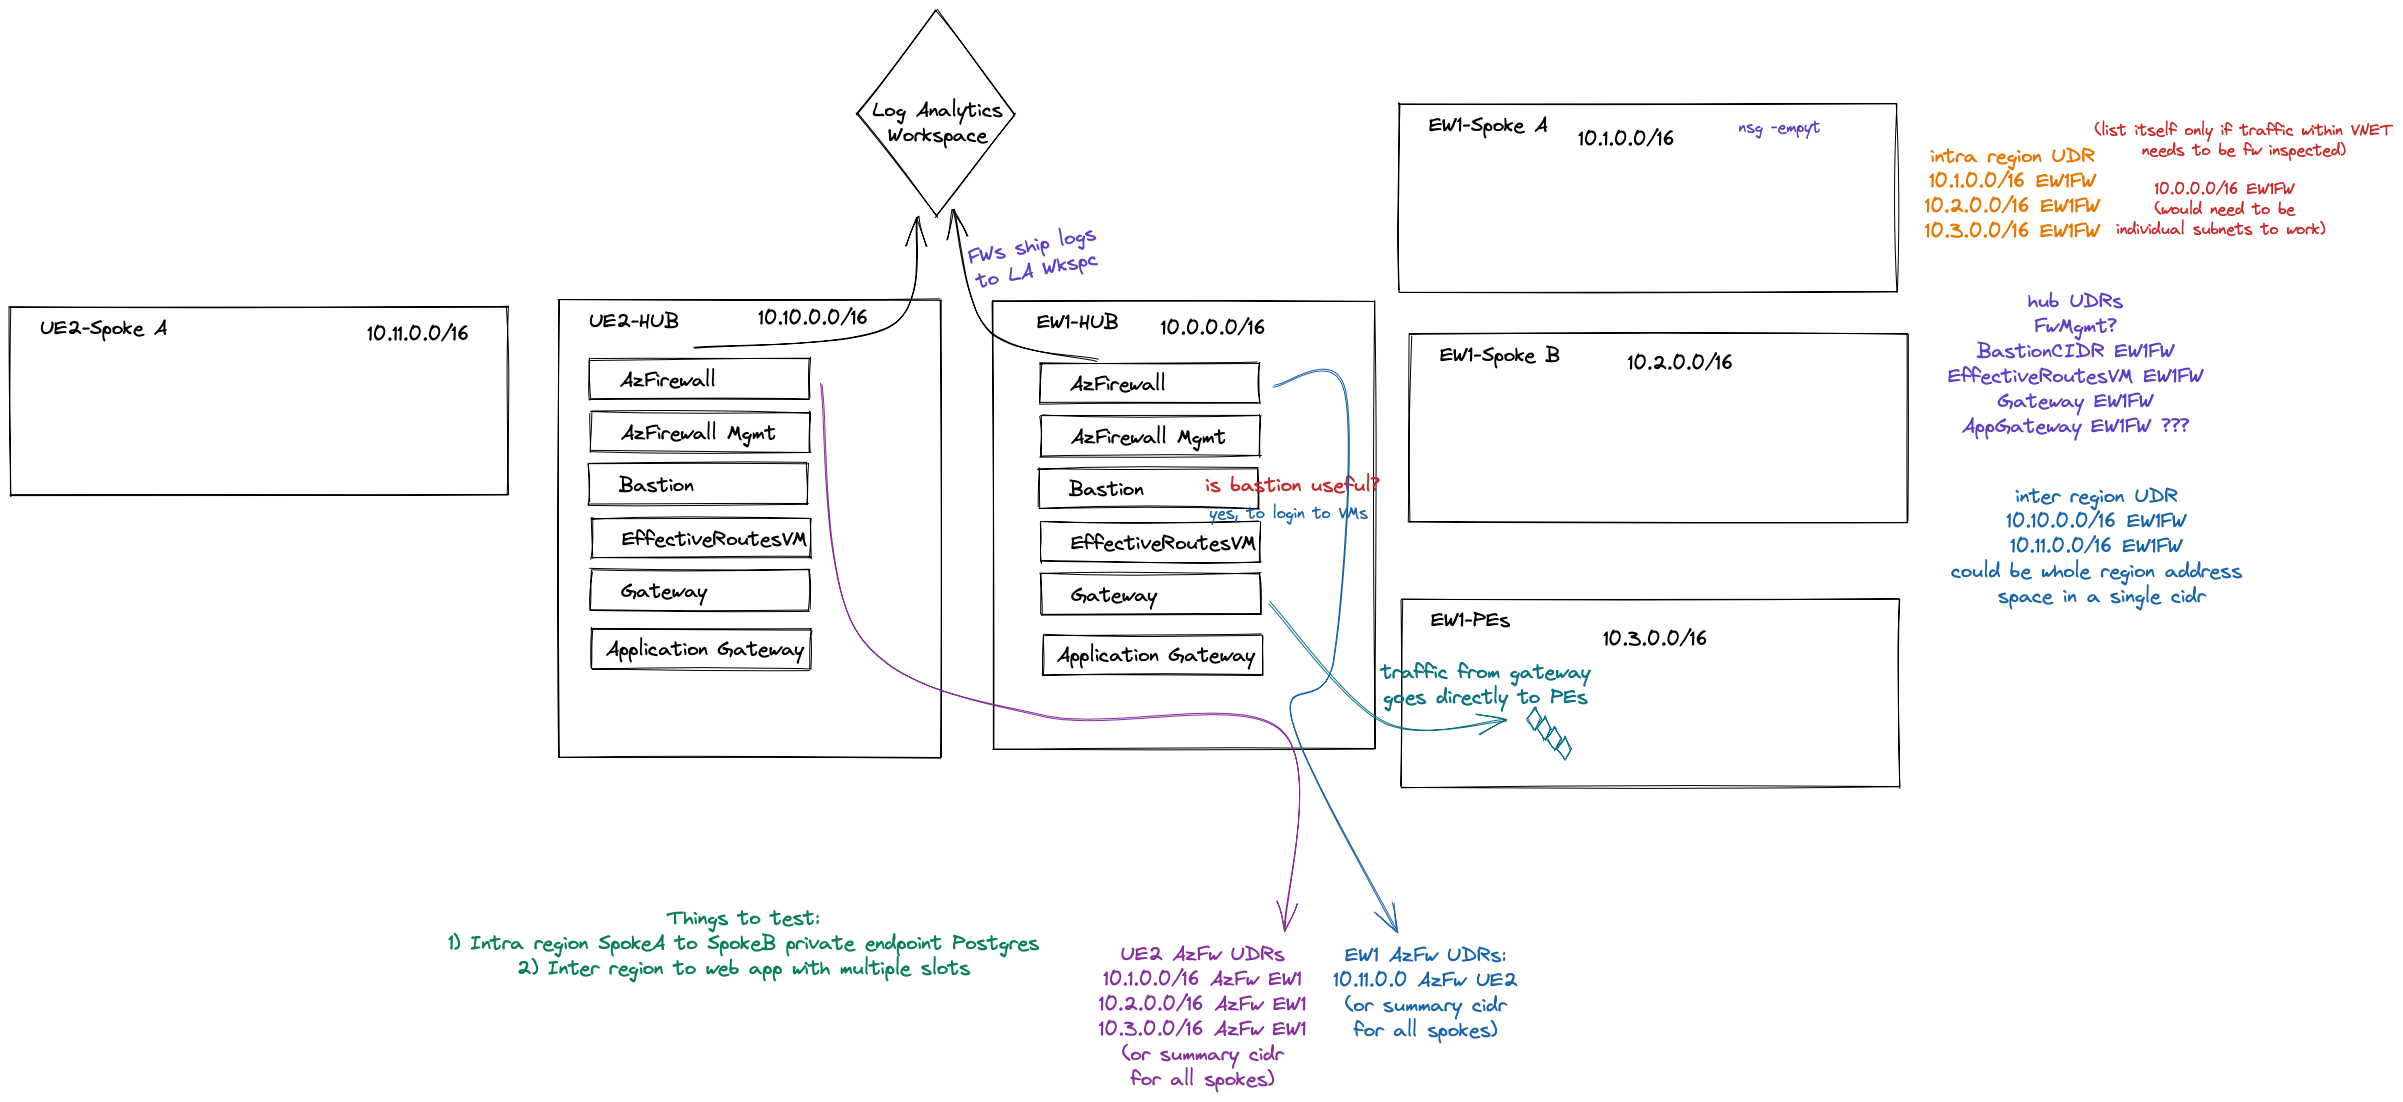 Log Analytics
Workspace
FWs ship logs
to LA Wkspc
UE2-Spoke A
10.11.0.0/16
UE2-HUB
10.10.0.0/16
AzFirewall
AzFirewall Mgmt
Bastion
EffectiveRoutesVM
Gateway
Application Gateway
EW1-HUB
10.0.0.0/16
AzFirewall
AzFirewall Mgmt
Bastion
is bastion useful?
yes, to login to VMs
EffectiveRoutesVM
Gateway
Application Gateway
EW1-Spoke A
10.1.0.0/16
nsg -empyt
EW1-Spoke B
10.2.0.0/16
EW1-PEs
10.3.0.0/16
traffic from gateway
goes directly to PEs
intra region UDR
10.1.0.0/16 EW1FW
10.2.0.0/16 EW1FW
10.3.0.0/16 EW1FW
(list itself only if traffic within VNET
needs to be fw inspected)
10.0.0.0/16 EW1FW
(would need to be
individual subnets to work)
hub UDRs
FwMgmt?
BastionCIDR EW1FW
EffectiveRoutesVM EW1FW
Gateway EW1FW
AppGateway EW1FW ???
inter region UDR
10.10.0.0/16 EW1FW
10.11.0.0/16 EW1FW
could be whole region address
space in a single cidr
Things to test:
1) Intra region SpokeA to SpokeB private endpoint Postgres
2) Inter region to web app with multiple slots
UE2 AzFw UDRs
10.1.0.0/16 AzFw EW1
10.2.0.0/16 AzFw EW1
10.3.0.0/16 AzFw EW1
(or summary cidr
for all spokes)
EW1 AzFw UDRs:
10.11.0.0 AzFw UE2
(or summary cidr
for all spokes)